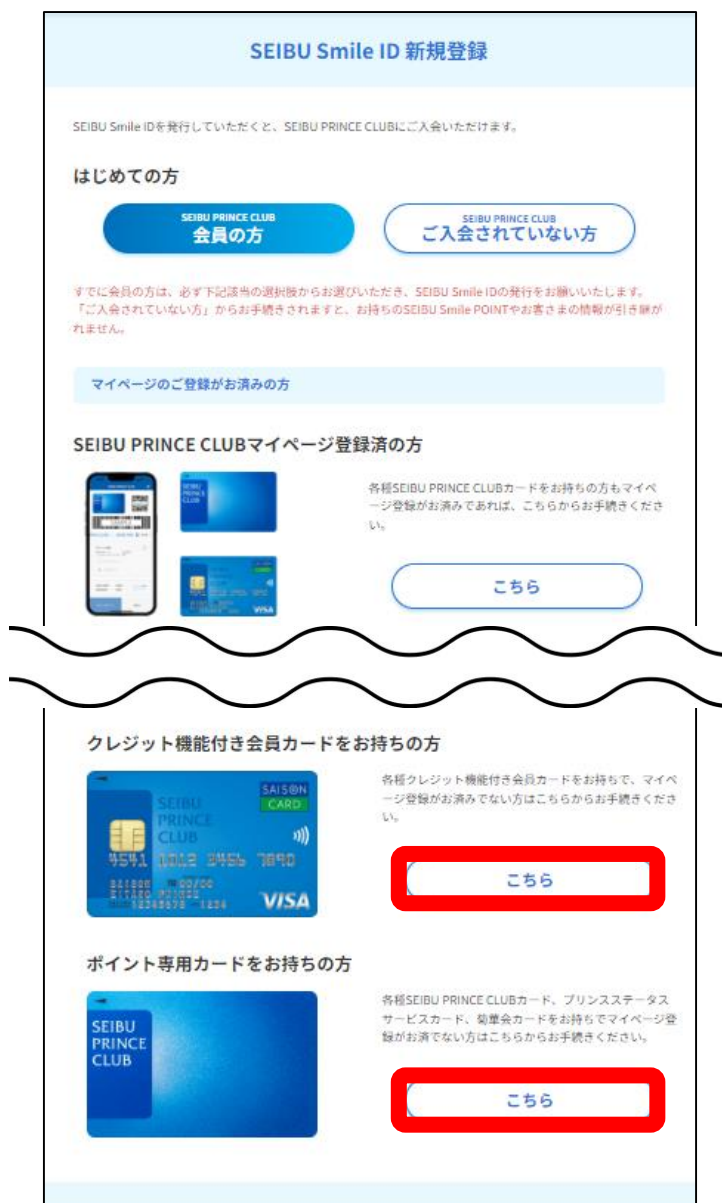 SEIBU Smile ID 新規登録
SEIBU Smile IDを発行していただくと、SEIBU PRINCE CLUBにご入会いただけます。
はじめての方
SEIBU PRINCE CLUB
会員の方
SEIBU PRINCE CLUB
ご入会されていない方
すでに会員の方は、必ず下記該当の選択肢からお選びいただき、SEIBU Smile IDの発行をお願いいたします。
「ご入会されていない方」からお手続きされますと、お持ちのSEIBU Smile POINTやお客さまの情報が引き継が
れません。
マイページのご登録がお済みの方
SEIBU PRINCE CLUBマイページ登録済の方
SEIBU
PRINCE
CLUB
各種SEIBU PRINCE CLUBカードをお持ちの方もマイペ
ージ登録がお済みであれば、こちらからお手続きくださ
い。
VISA
こちら
クレジット機能付き会員カードをお持ちの方
SEIBU
PRINCE
CLUB
SAISON
CARD
VISA
各種クレジット機能付き会員カードをお持ちで、マイペ
ージ登録がお済みでない方はこちらからお手続きくださ
い。
こちら
ポイント専用カードをお持ちの方
SEIBU
PRINCE
CLUB
各種SEIBU PRINCE CLUBカード、プリンスステータス
サービスカード、菊華会カードをお持ちでマイページ登
録がお済でない方はこちらからお手続きください。
こちら